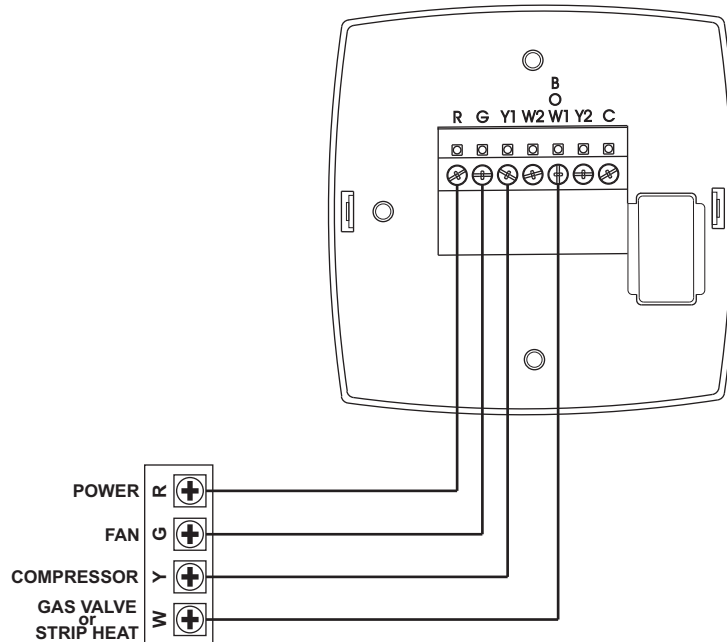 B
R G Y1 W2 W1 Y2 C
POWER R
FAN G
COMPRESSOR Y
GAS VALVE
or
STRIP HEAT
W